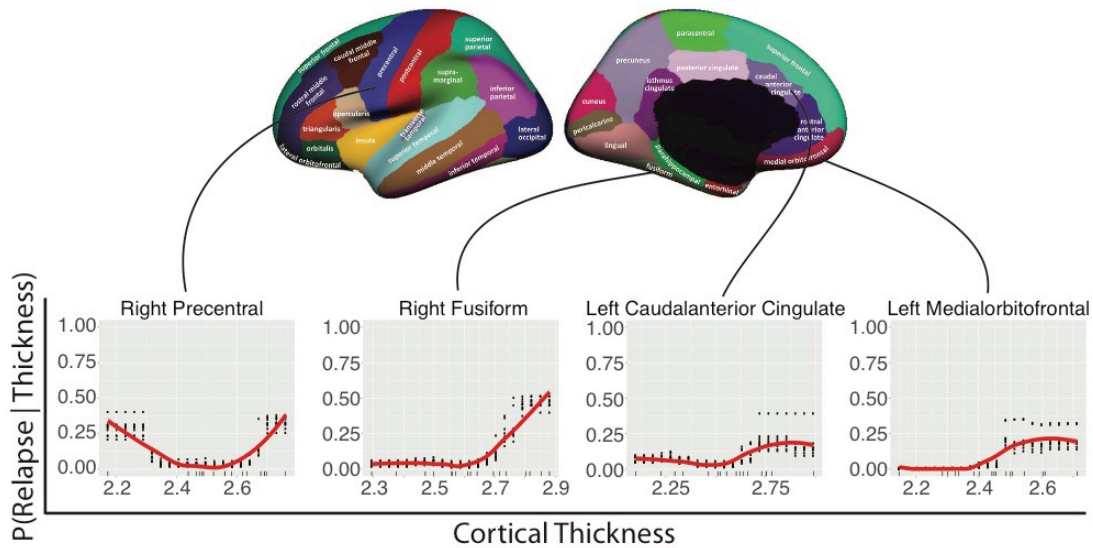 superior frontal
caudal middle
frontal
precentral
postcentral
superior
parietal
supra-
marginal
inferior
parietal
rostral middle
frontal
opercularis
triangularis
orbitalis
lateral orbitofrontal
insula
transverse
temporal
superior temporal
middle temporal
inferior temporal
lateral
occipital
paracentral
superior frontal
precuneus
posterior cingulate
isthmus
cingulate
caudal
anterior
cingulate
cuneus
pericalcarine
lingual
rostral
anterior
cingulate
medial orbitofrontal
parahippocampal
fusiform
entorhinal
P(Relapse | Thickness)
Right Precentral
1.00
0.75
0.50
0.25
0.00
2.2 2.4 2.6
Right Fusiform
1.00
0.75
0.50
0.25
0.00
2.3 2.5 2.7 2.9
Left Caudalanterior Cingulate
1.00
0.75
0.50
0.25
0.00
2.25 2.75
Left Medialorbitofrontal
1.00
0.75
0.50
0.25
0.00
2.2 2.4 2.6
Cortical Thickness